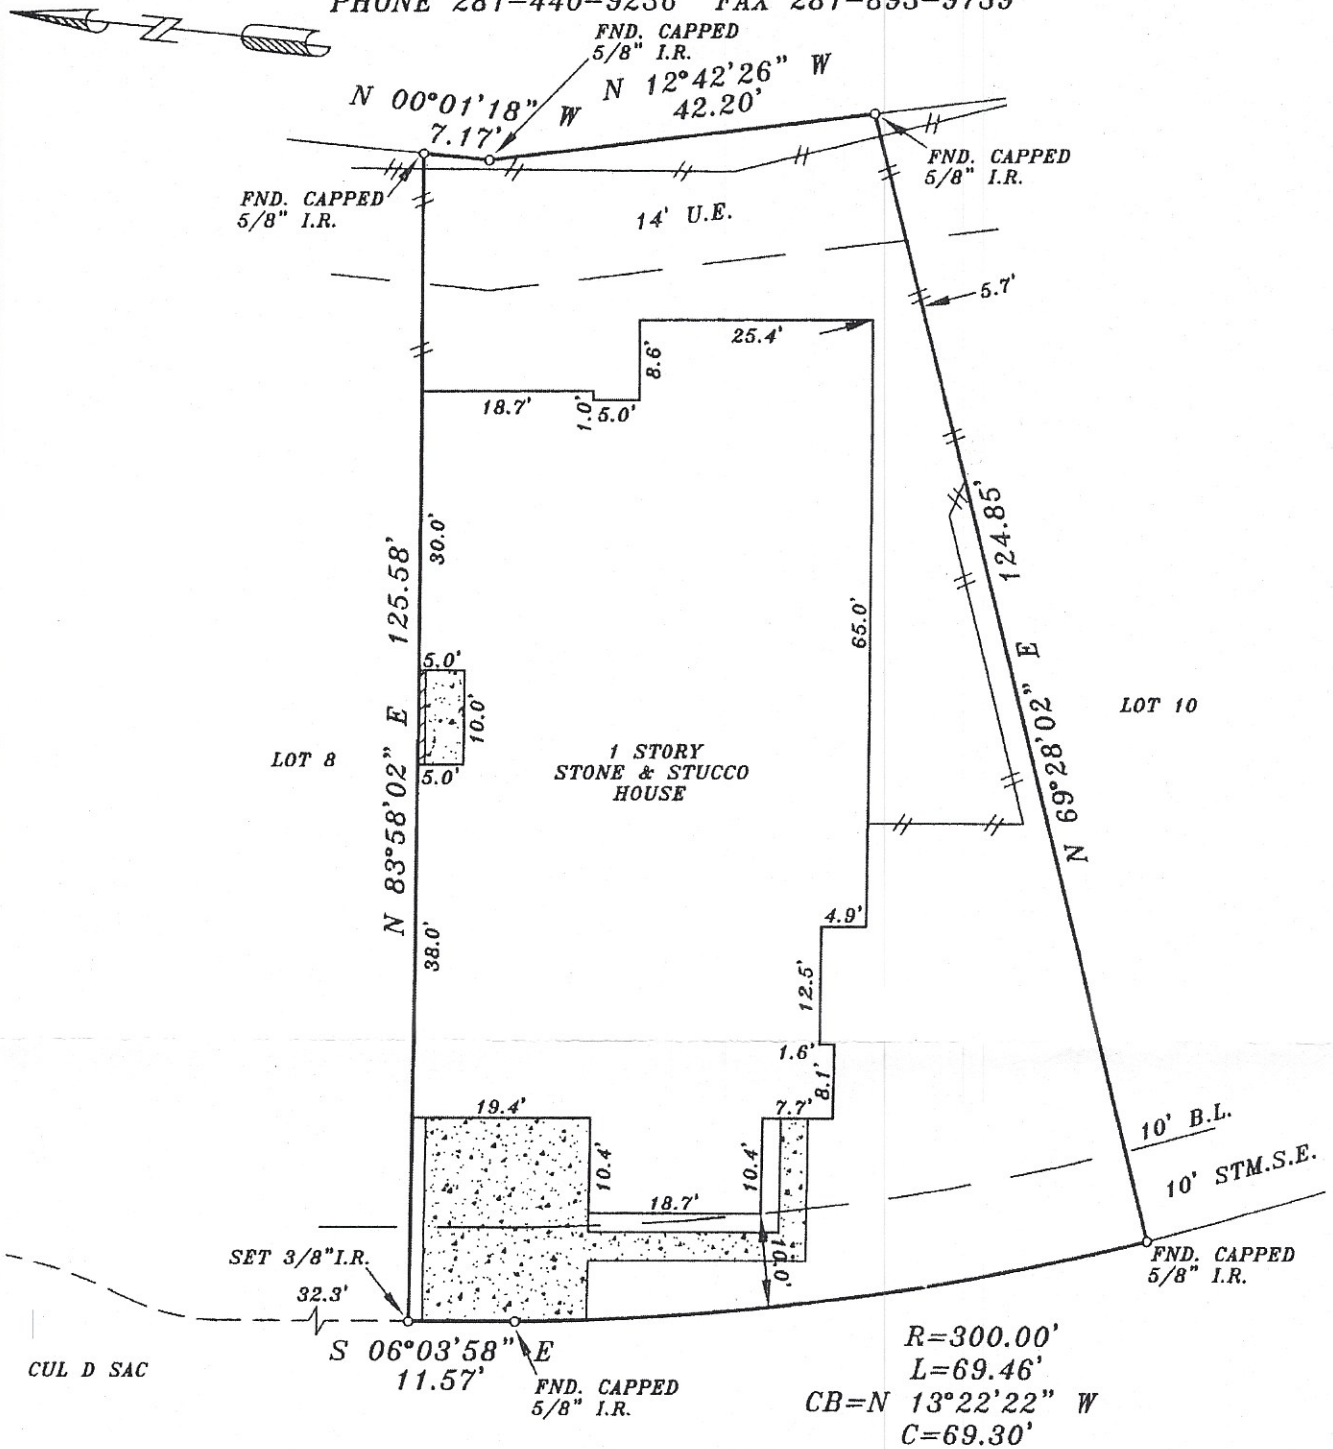 PHONE 281-440-9236 FAX 281-893-9739
FND. CAPPED
5/8" I.R.
N 00°01'18" W
7.17'
N 12°42'26" W
42.20'
FND. CAPPED
5/8" I.R.
FND. CAPPED
5/8" I.R.
14' U.E.
5.7'
25.4'
8.6'
18.7'
1.0'
5.0'
30.0'
N 83°58'02" E 125.58'
124.85'
N 69°28'02" E
65.0'
5.0'
10.0'
5.0'
LOT 8
1 STORY
STONE & STUCCO
HOUSE
LOT 10
38.0'
4.9'
12.5'
1.6'
8.1'
19.4'
7.7'
10.4'
10.4'
18.7'
10.0'
10' B.L.
10' STM.S.E.
SET 3/8"I.R.
32.3'
FND. CAPPED
5/8" I.R.
CUL D SAC
S 06°03'58" E
11.57'
FND. CAPPED
5/8" I.R.
R=300.00'
L=69.46'
CB=N 13°22'22" W
C=69.30'